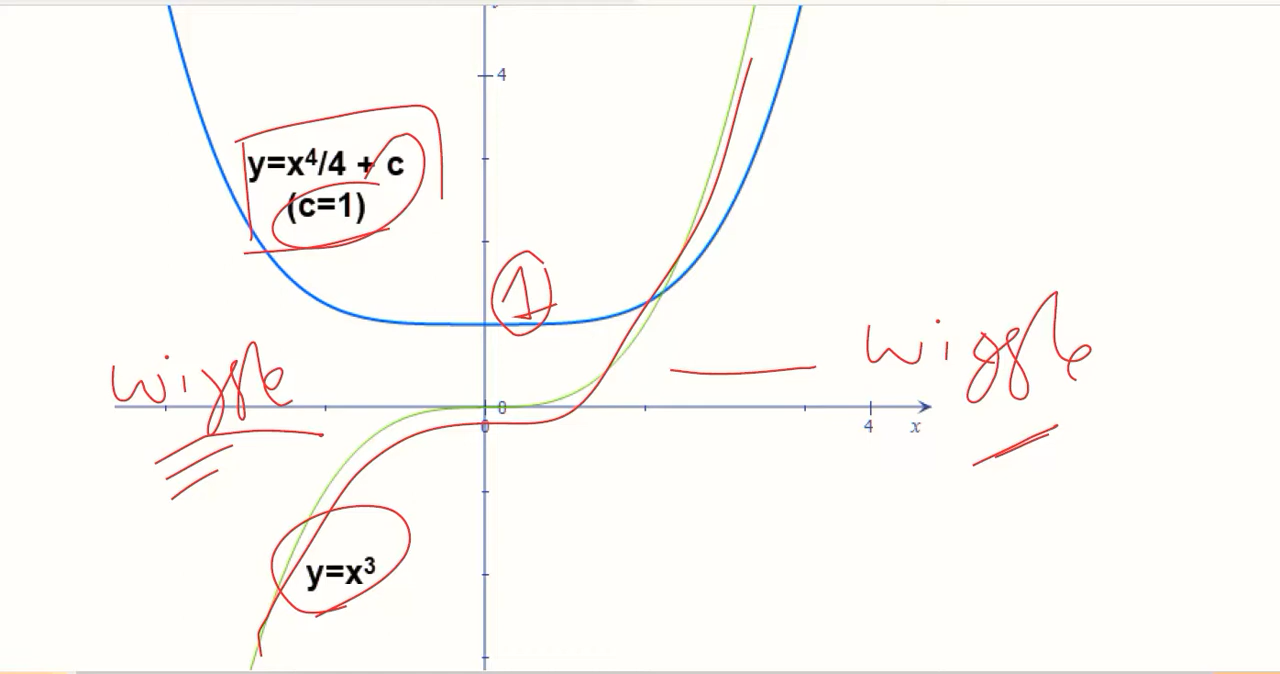 4
y=x⁴/4 + c
(c=1)
1
wiggle
wiggle
0
0
4
x
y=x³